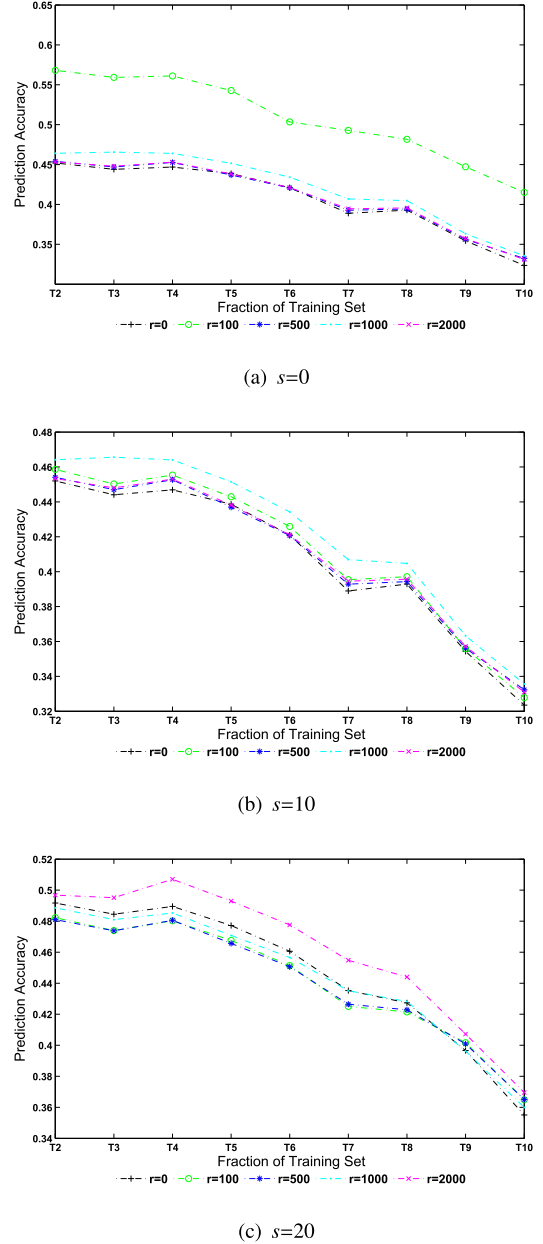 0.65
0.6
0.55
0.5
0.45
0.4
0.35
Prediction Accuracy
T2 T3 T4 T5 T6 T7 T8 T9 T10
Fraction of Training Set
r=0 r=100 r=500 r=1000 r=2000
(a) s=0
0.48
0.46
0.44
0.42
0.4
0.38
0.36
0.34
0.32
Prediction Accuracy
T2 T3 T4 T5 T6 T7 T8 T9 T10
Fraction of Training Set
r=0 r=100 r=500 r=1000 r=2000
(b) s=10
0.52
0.5
0.48
0.46
0.44
0.42
0.4
0.38
0.36
0.34
Prediction Accuracy
T2 T3 T4 T5 T6 T7 T8 T9 T10
Fraction of Training Set
r=0 r=100 r=500 r=1000 r=2000
(c) s=20